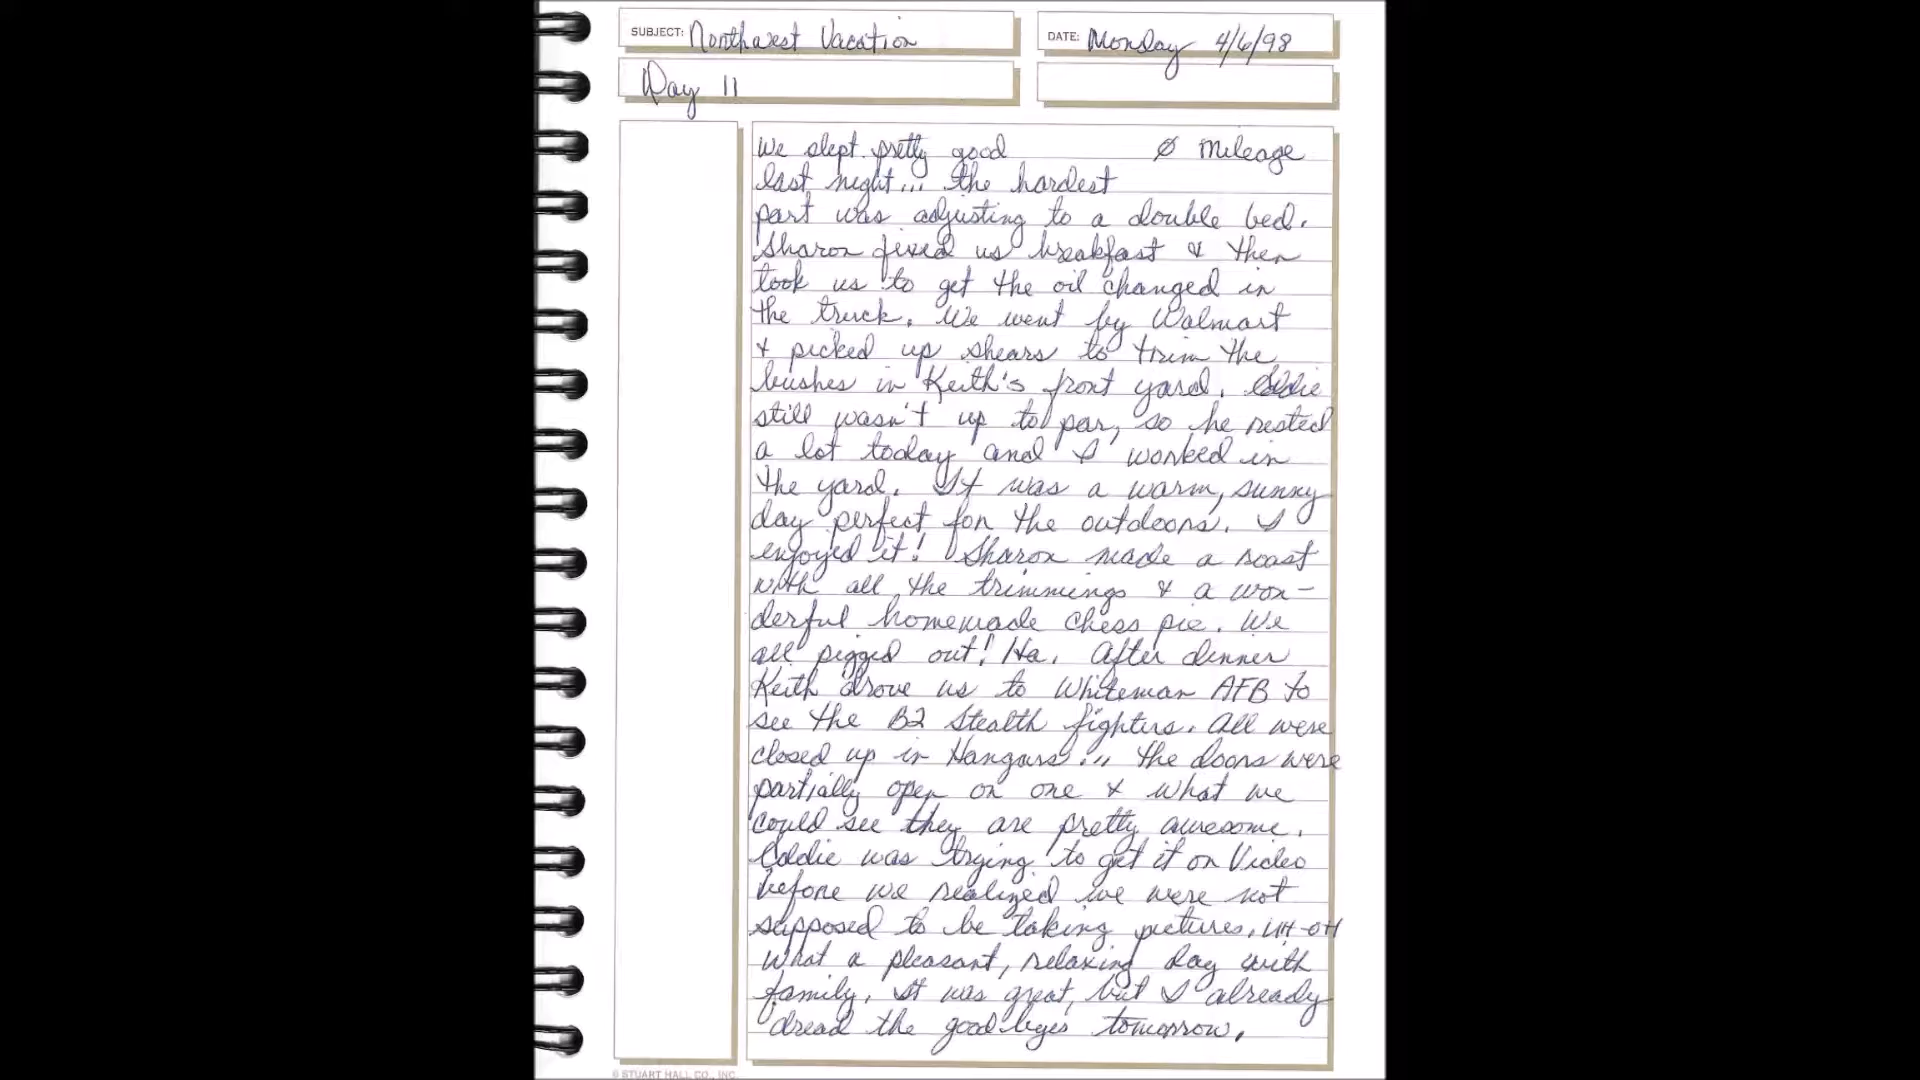 SUBJECT: Northwest Vacation
DATE: Monday 4/6/98
Day 11
We slept pretty good Ø Mileage
last night... the hardest
part was adjusting to a double bed.
Sharon fixed us breakfast & then
took us to get the oil changed in
the truck. We went by Walmart
& picked up shears to trim the
bushes in Keith's front yard. Eddie
still wasn't up to par, so he rested
a lot today and I worked in
the yard. It was a warm, sunny
day perfect for the outdoors. I
enjoyed it! Sharon made a roast
with all the trimmings & a won-
derful homemade chess pie. We
all pigged out! Ha. After dinner
Keith drove us to Whiteman AFB to
see the B2 Stealth fighters. All were
closed up in Hangars... the doors were
partially open on one & what we
could see they are pretty awesome.
Eddie was trying to get it on Video
before we realized we were not
supposed to be taking pictures. UH-OH
What a pleasant, relaxing day with
family. It was great, but I already
dread the good byes tomorrow.
© STUART HALL CO., INC.